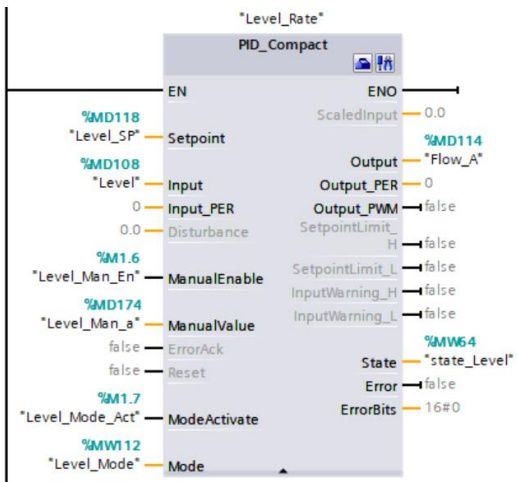 "Level_Rate"
PID_Compact
EN ENO
ScaledInput 0.0
%MD118
"Level_SP" Setpoint
%MD114
Output "Flow_A"
%MD108
"Level" Input
Output_PER 0
0 Input_PER
Output_PWM false
0.0 Disturbance
SetpointLimit_
H false
%M1.6
"Level_Man_En" ManualEnable
SetpointLimit_L false
InputWarning_H false
%MD174
"Level_Man_a" ManualValue
InputWarning_L false
false ErrorAck
%MW64
State "state_Level"
false Reset
Error false
%M1.7
"Level_Mode_Act" ModeActivate
ErrorBits 16#0
%MW112
"Level_Mode" Mode